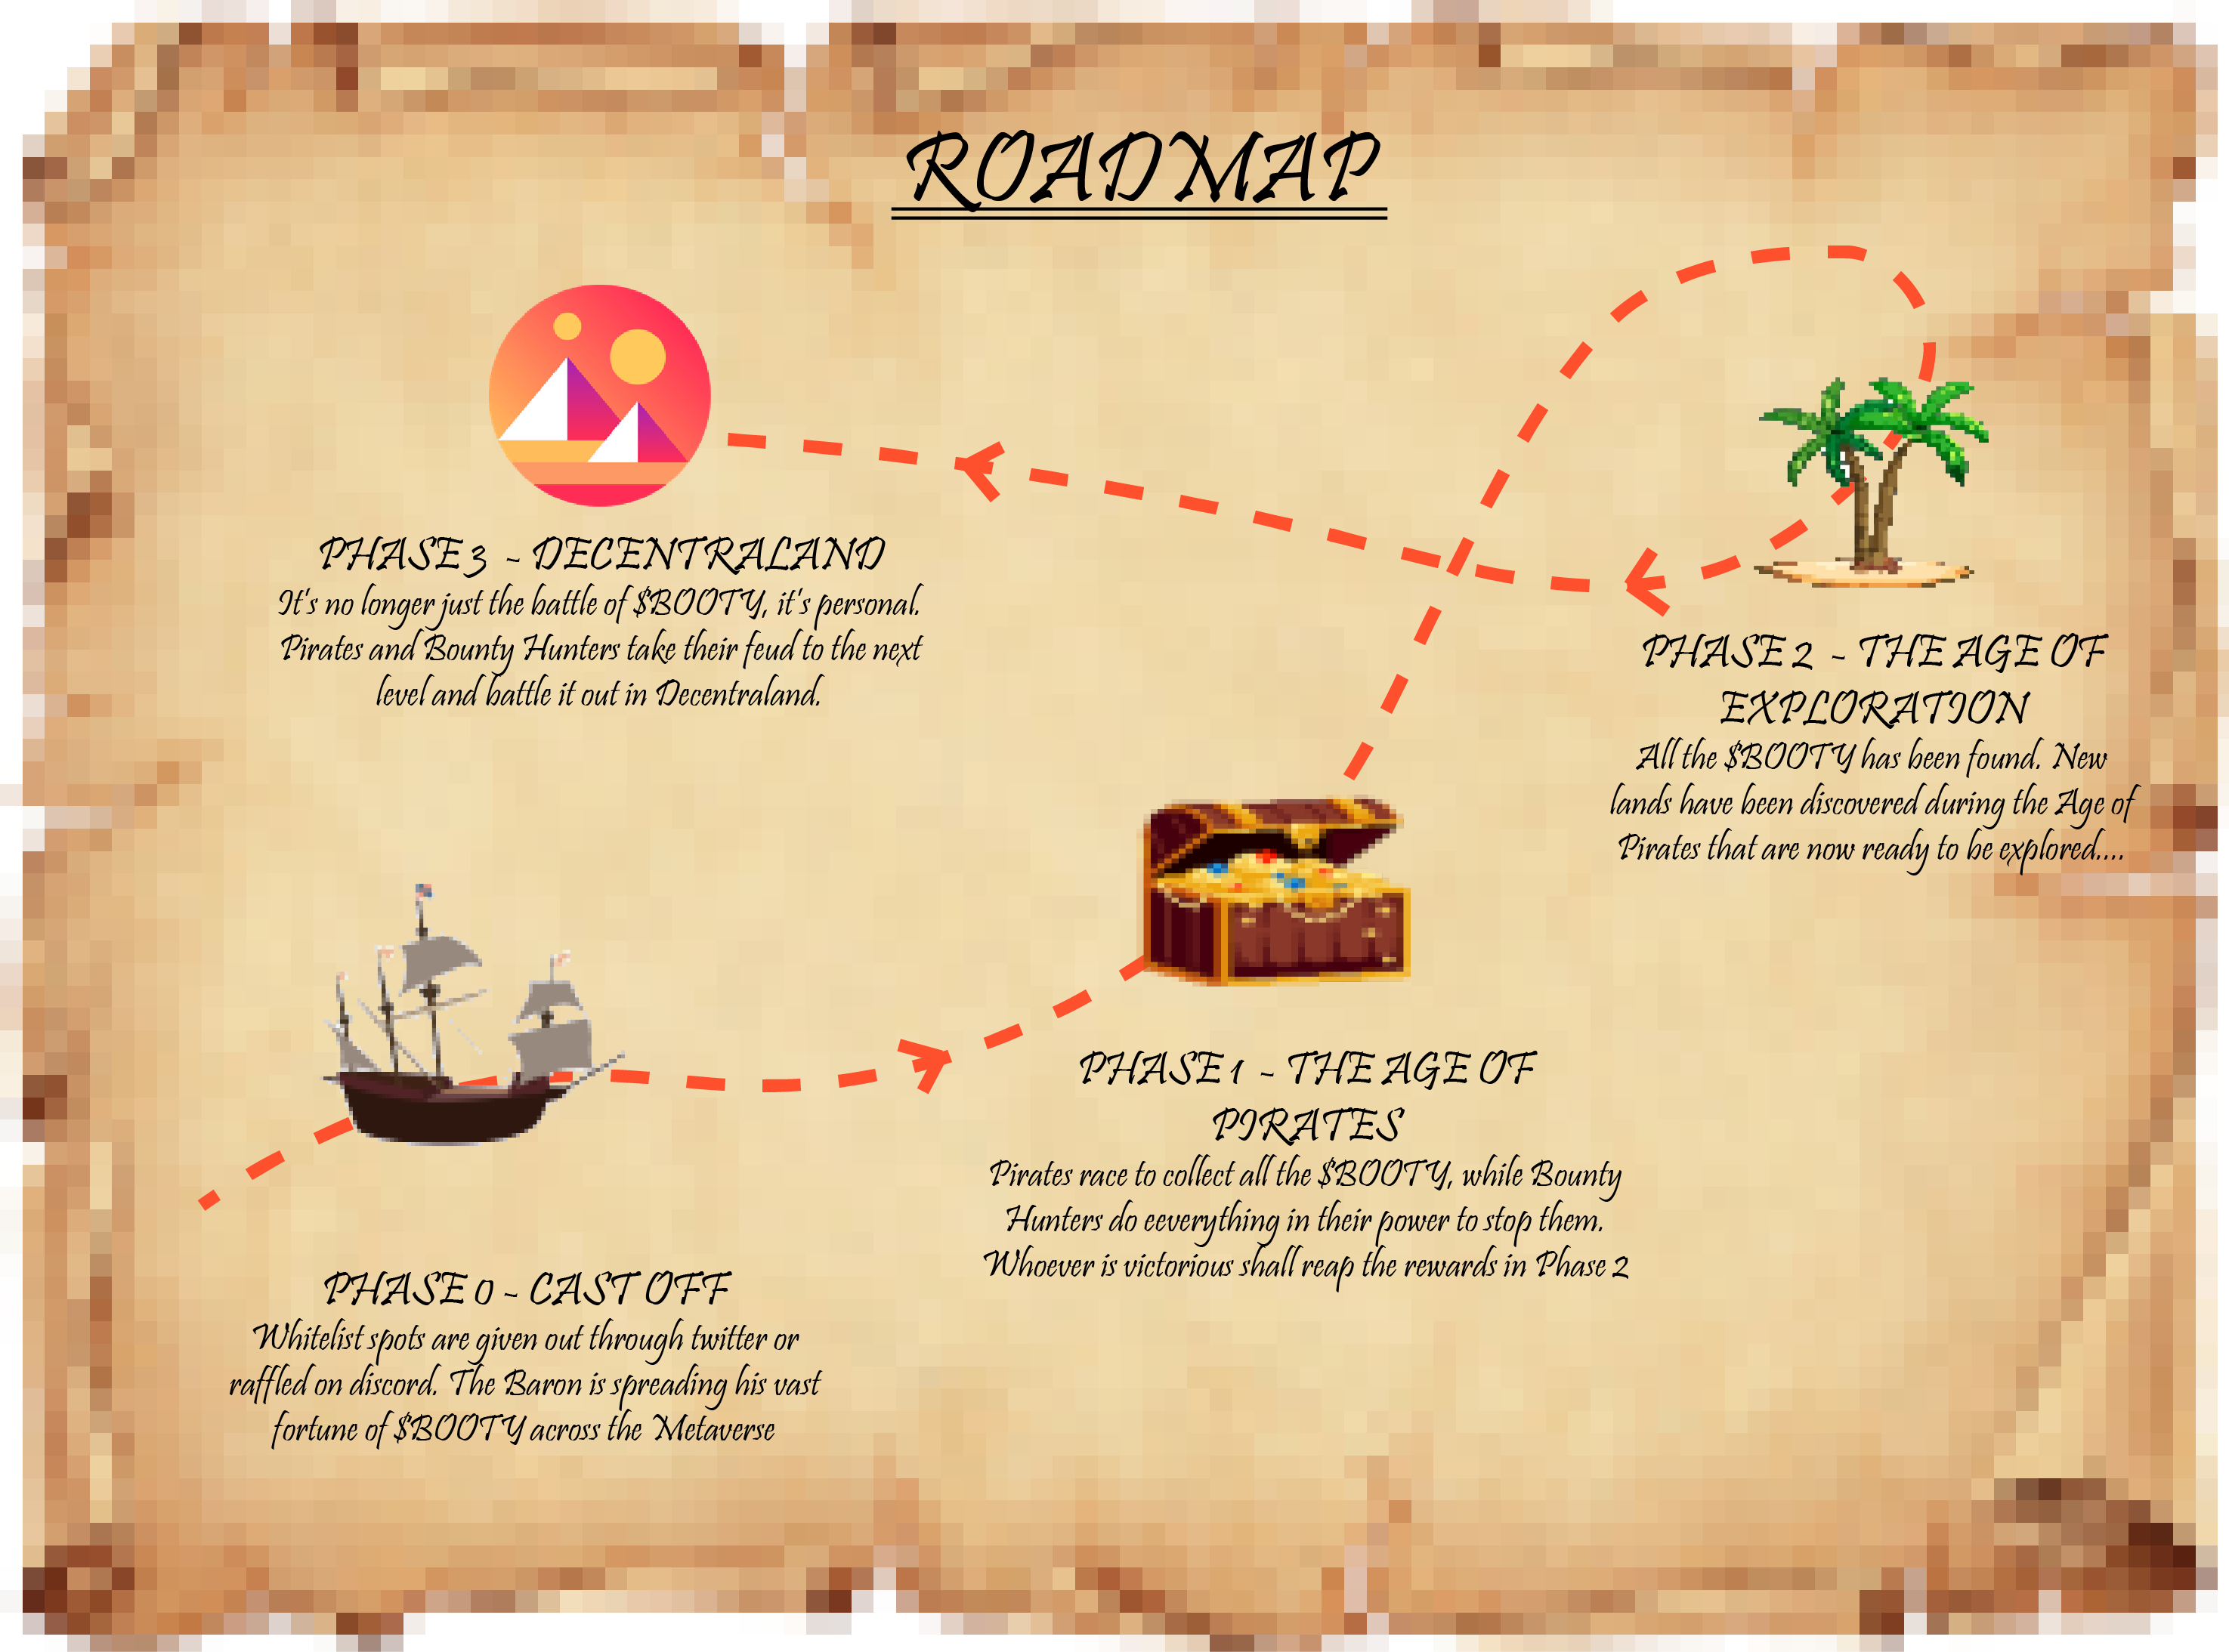 ROADMAP
PHASE 3 - DECENTRALAND
It's no longer just the battle of $BOOTY, it's personal.
Pirates and Bounty Hunters take their feud to the next
level and battle it out in Decentraland.
PHASE 2 - THE AGE OF
EXPLORATION
All the $BOOTY has been found. New
lands have been discovered during the Age of
Pirates that are now ready to be explored....
PHASE 1 - THE AGE OF
PIRATES
Pirates race to collect all the $BOOTY, while Bounty
Hunters do eeverything in their power to stop them.
Whoever is victorious shall reap the rewards in Phase 2
PHASE 0 - CAST OFF
Whitelist spots are given out through twitter or
raffled on discord. The Baron is spreading his vast
fortune of $BOOTY across the Metaverse